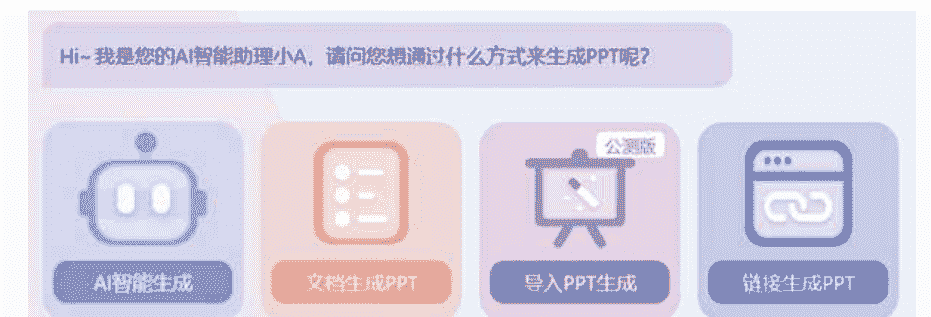 Hi~ 我是您的AI智能助理小A，请问您想通过什么方式来生成PPT呢?
公测版
AI智能生成
文档生成PPT
导入PPT生成
链接生成PPT